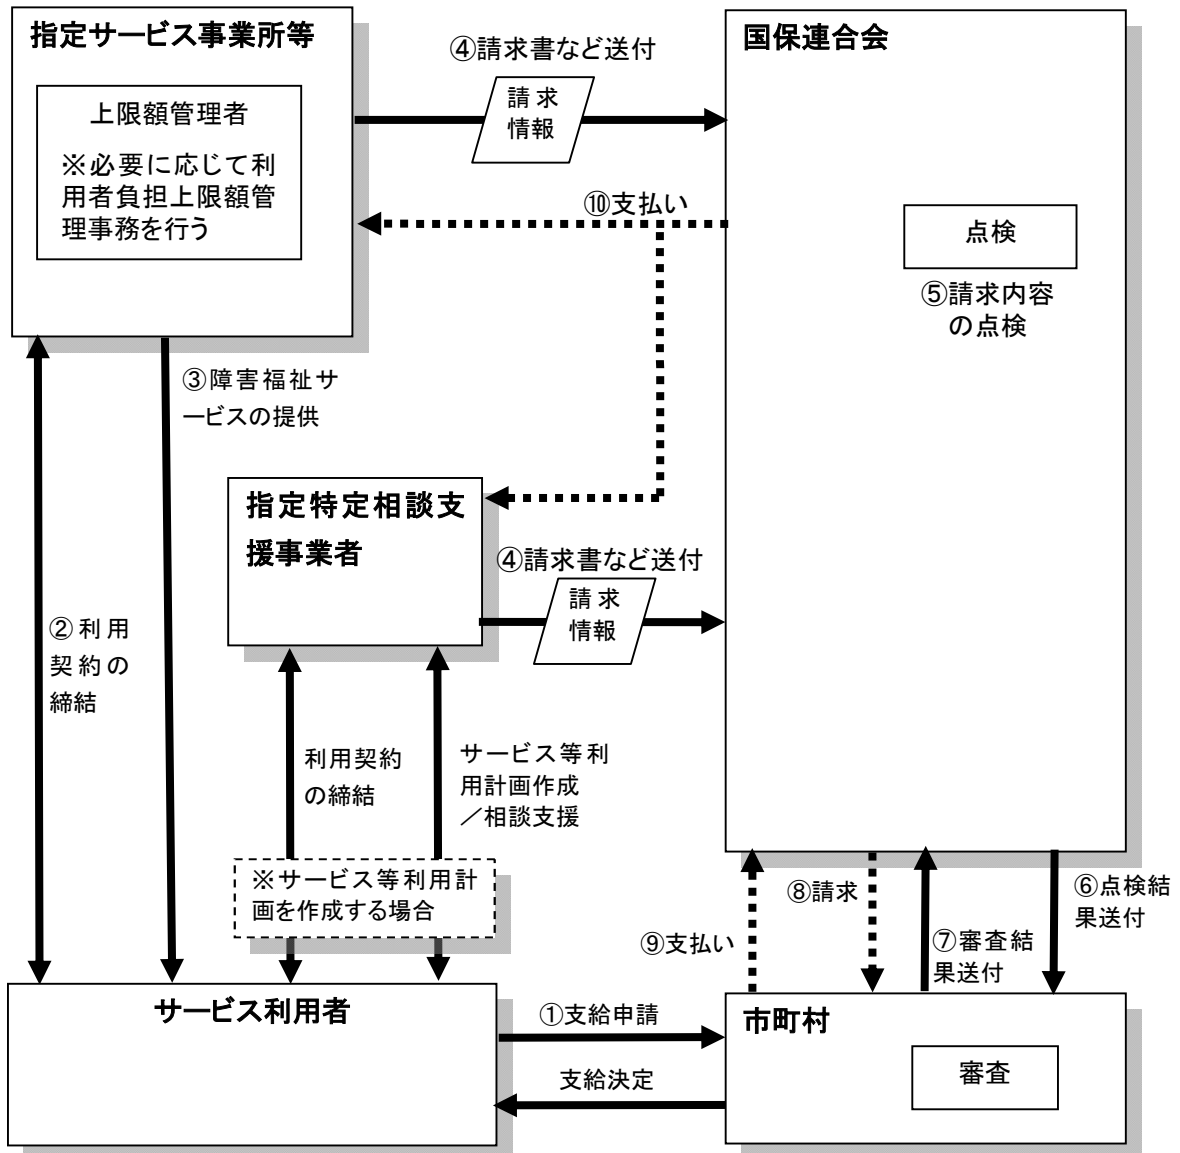 指定サービス事業所等
上限額管理者
※必要に応じて利
用者負担上限額管
理事務を行う
④請求書など送付
請求
情報
国保連合会
⑩支払い
点検
⑤請求内容
の点検
③障害福祉サ
ービスの提供
指定特定相談支
援事業者
④請求書など送付
請求
情報
②利用
契約の
締結
利用契約
の締結
サービス等利
用計画作成
／相談支援
※サービス等利用計
画を作成する場合
⑨支払い
⑧請求
⑦審査結
果送付
⑥点検結
果送付
サービス利用者
①支給申請
支給決定
市町村
審査